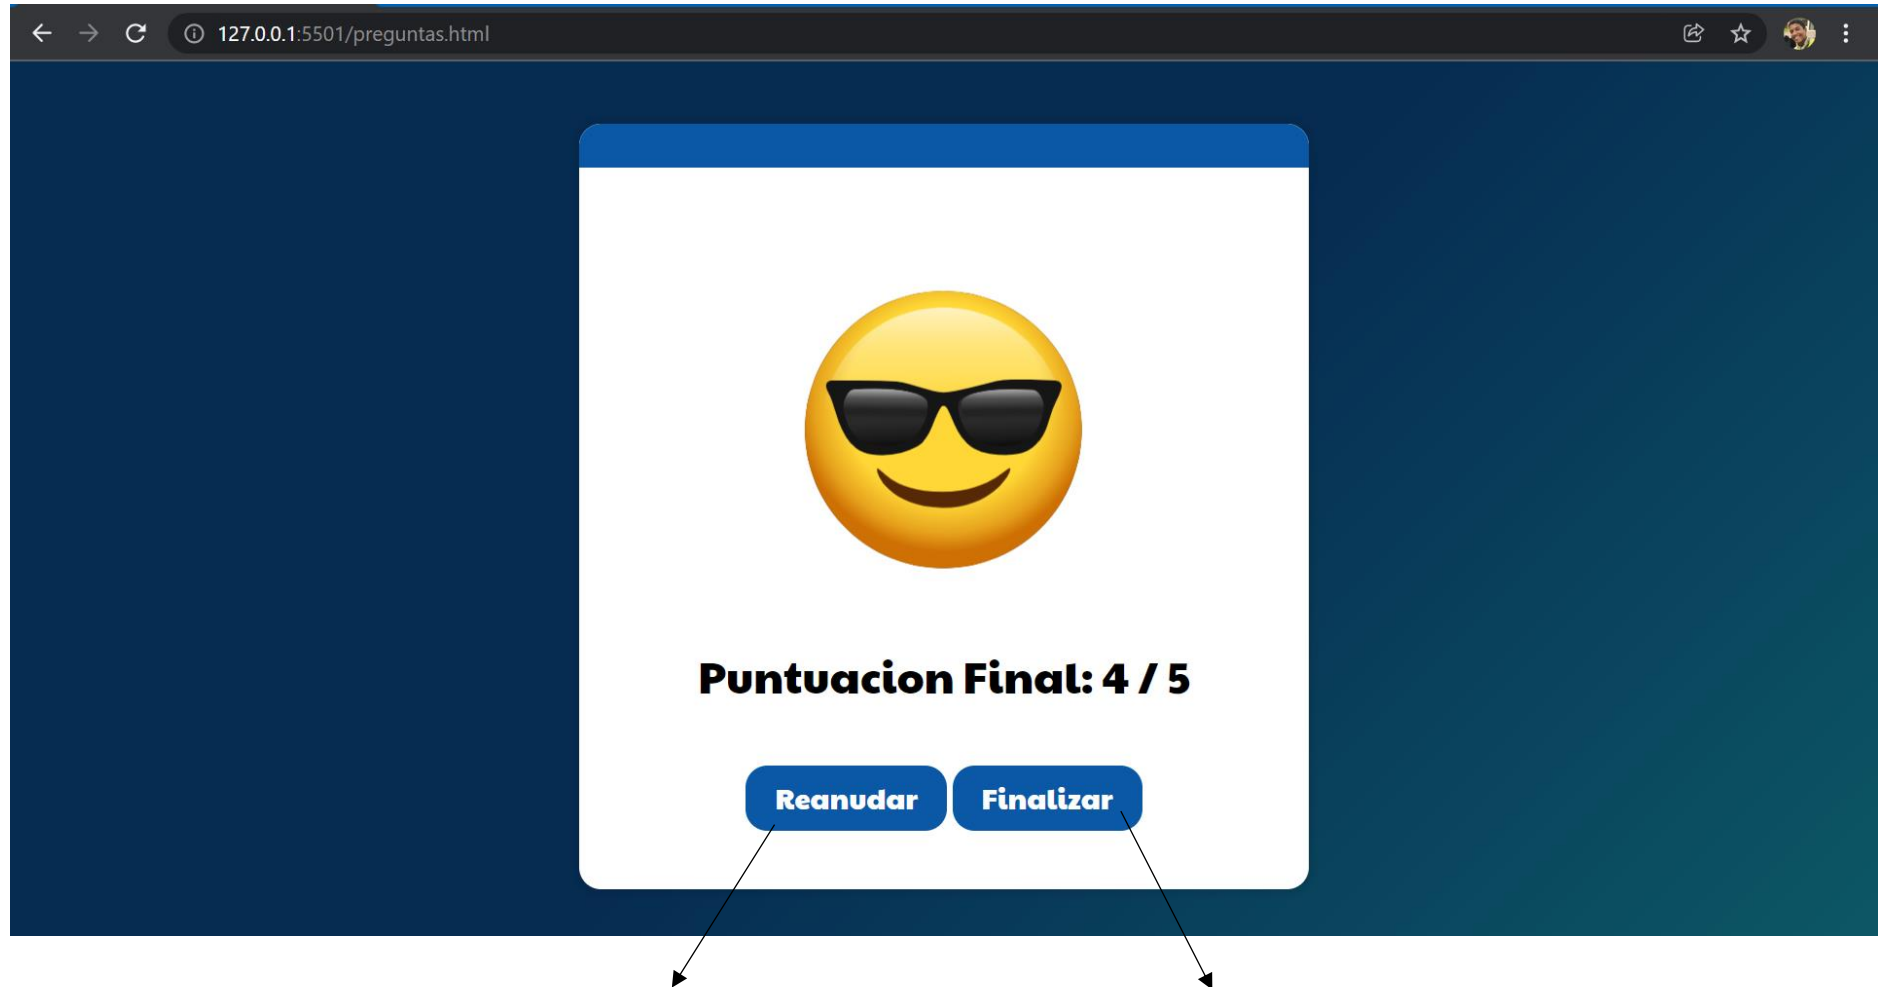 127.0.0.1:5501/preguntas.html
Puntuacion Final: 4 / 5
Reanudar Finalizar